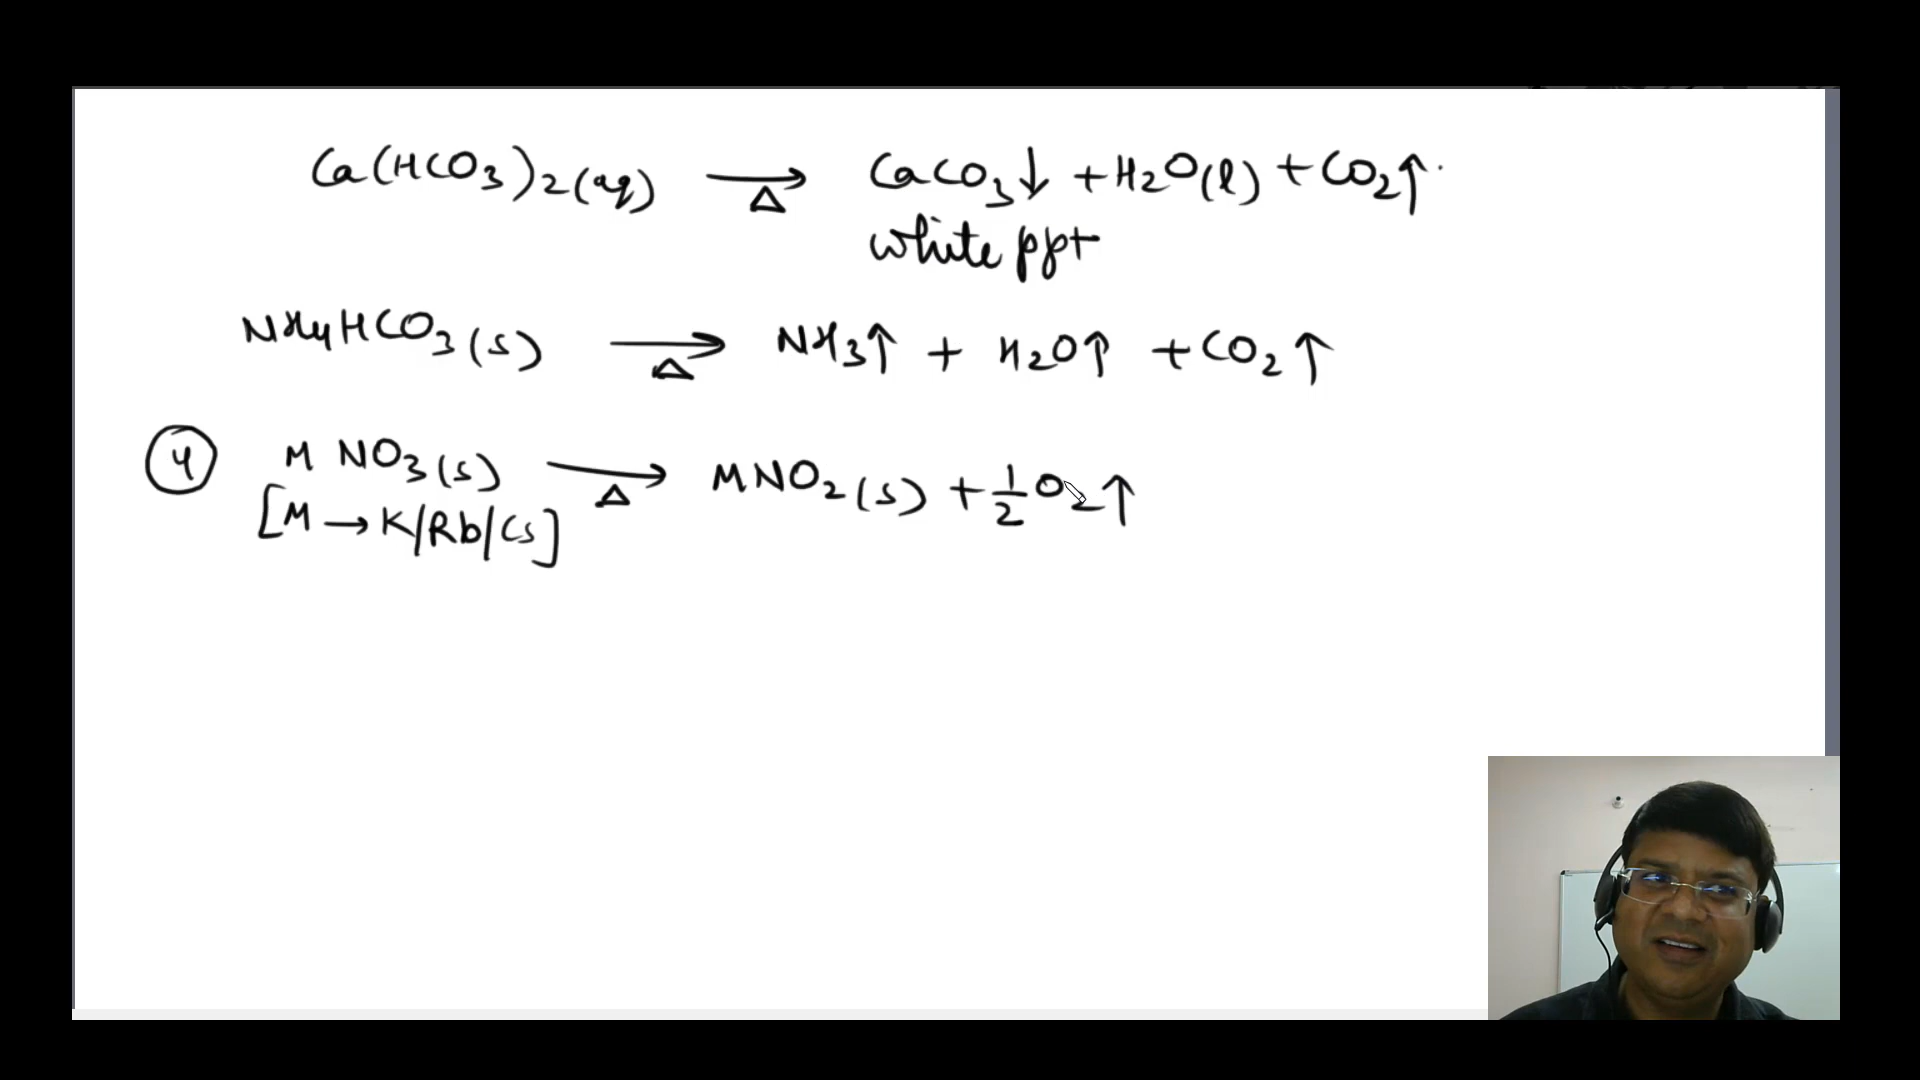 Ca(HCO3)2(aq) →Δ CaCO3↓ + H2O(l) + CO2↑
white ppt
NH4HCO3(s) →Δ NH3↑ + H2O↑ + CO2↑
④ M NO3(s) →Δ MNO2(s) + 1/2 O2↑
[M → K/Rb/Cs]